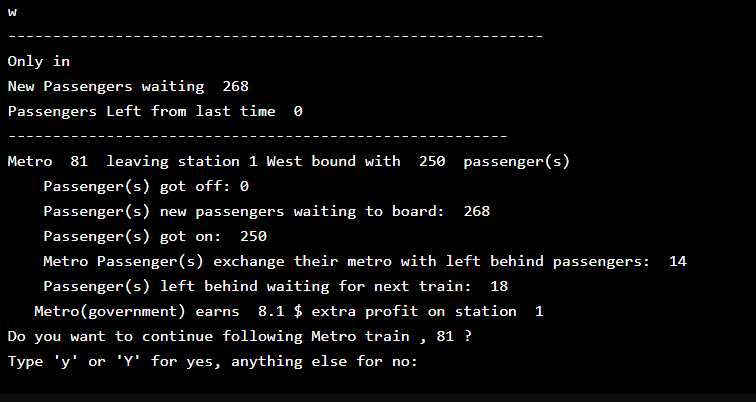 w
------------------------------------------------------------
Only in
New Passengers waiting  268
Passengers Left from last time  0
--------------------------------------------------------
Metro  81  leaving station 1 West bound with  250  passenger(s)
    Passenger(s) got off: 0
    Passenger(s) new passengers waiting to board:  268
    Passenger(s) got on:  250
    Metro Passenger(s) exchange their metro with left behind passengers:  14
    Passenger(s) left behind waiting for next train:  18
   Metro(government) earns  8.1 $ extra profit on station  1
Do you want to continue following Metro train , 81 ?
Type 'y' or 'Y' for yes, anything else for no: